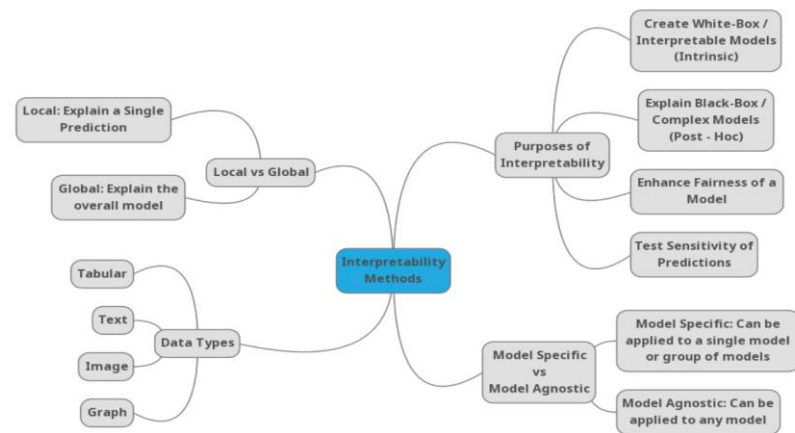 Interpretability
Methods
Local vs Global
Local: Explain a Single
Prediction
Global: Explain the
overall model
Data Types
Tabular
Text
Image
Graph
Purposes of
Interpretability
Create White-Box /
Interpretable Models
(Intrinsic)
Explain Black-Box /
Complex Models
(Post - Hoc)
Enhance Fairness of a
Model
Test Sensitivity of
Predictions
Model Specific
vs
Model Agnostic
Model Specific: Can be
applied to a single model
or group of models
Model Agnostic: Can be
applied to any model